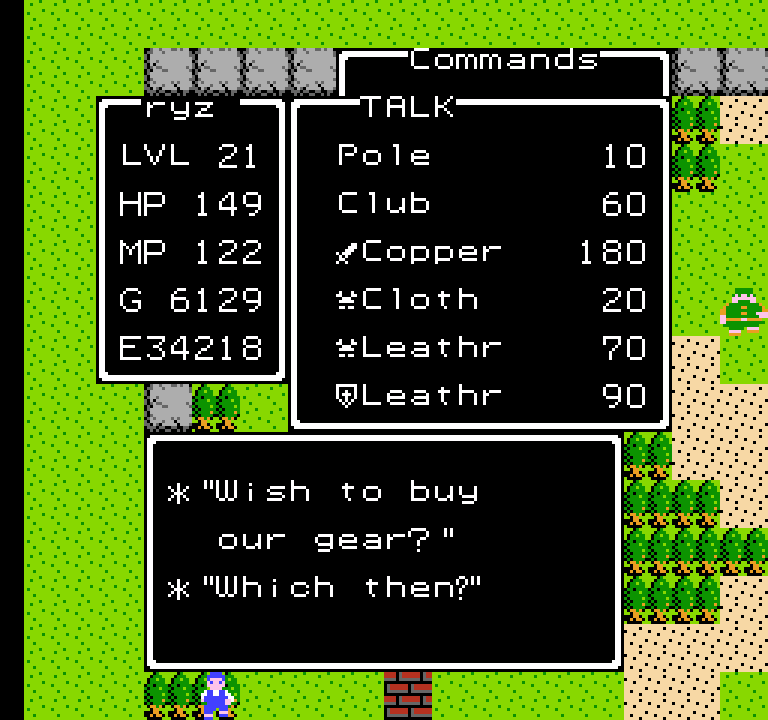 Commands
ryz
TALK
LVL 21
HP 149
MP 122
G 6129
E34218
Pole 10
Club 60
Copper 180
Cloth 20
Leathr 70
Leathr 90
*"Wish to buy
our gear?"
*"Which then?"